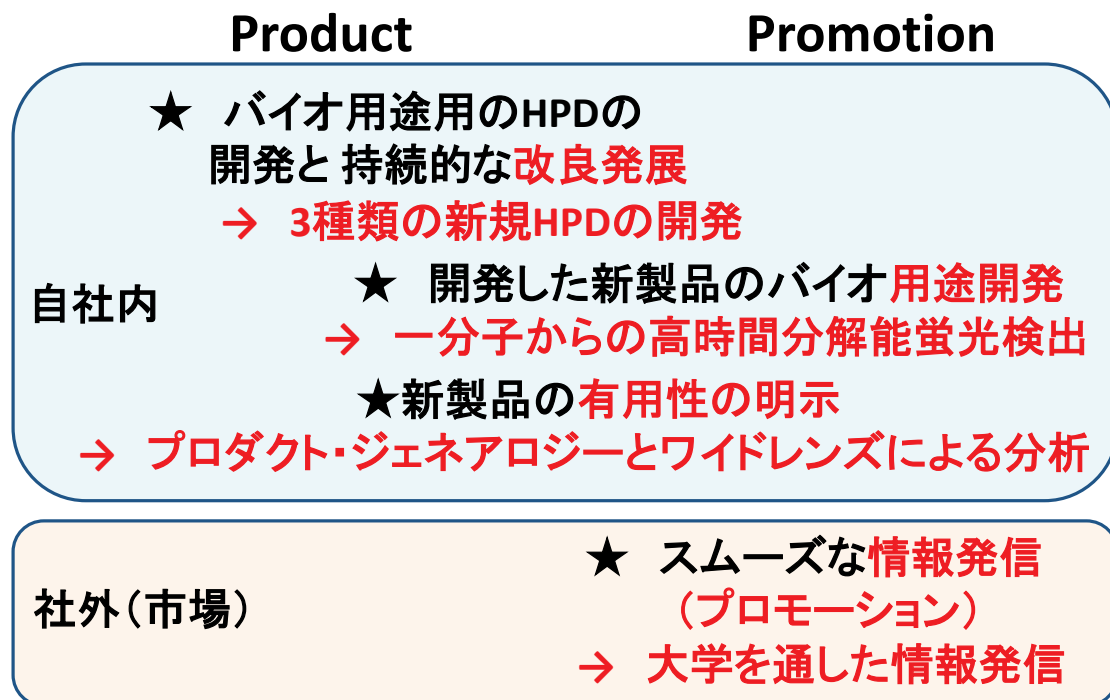 Product Promotion
★ バイオ用途用のHPDの
開発と 持続的な改良発展
→ 3種類の新規HPDの開発
★ 開発した新製品のバイオ用途開発
自社内
→ 一分子からの高時間分解能蛍光検出
★新製品の有用性の明示
→ プロダクト・ジェネアロジーとワイドレンズによる分析
★ スムーズな情報発信
社外(市場)
(プロモーション)
→ 大学を通した情報発信